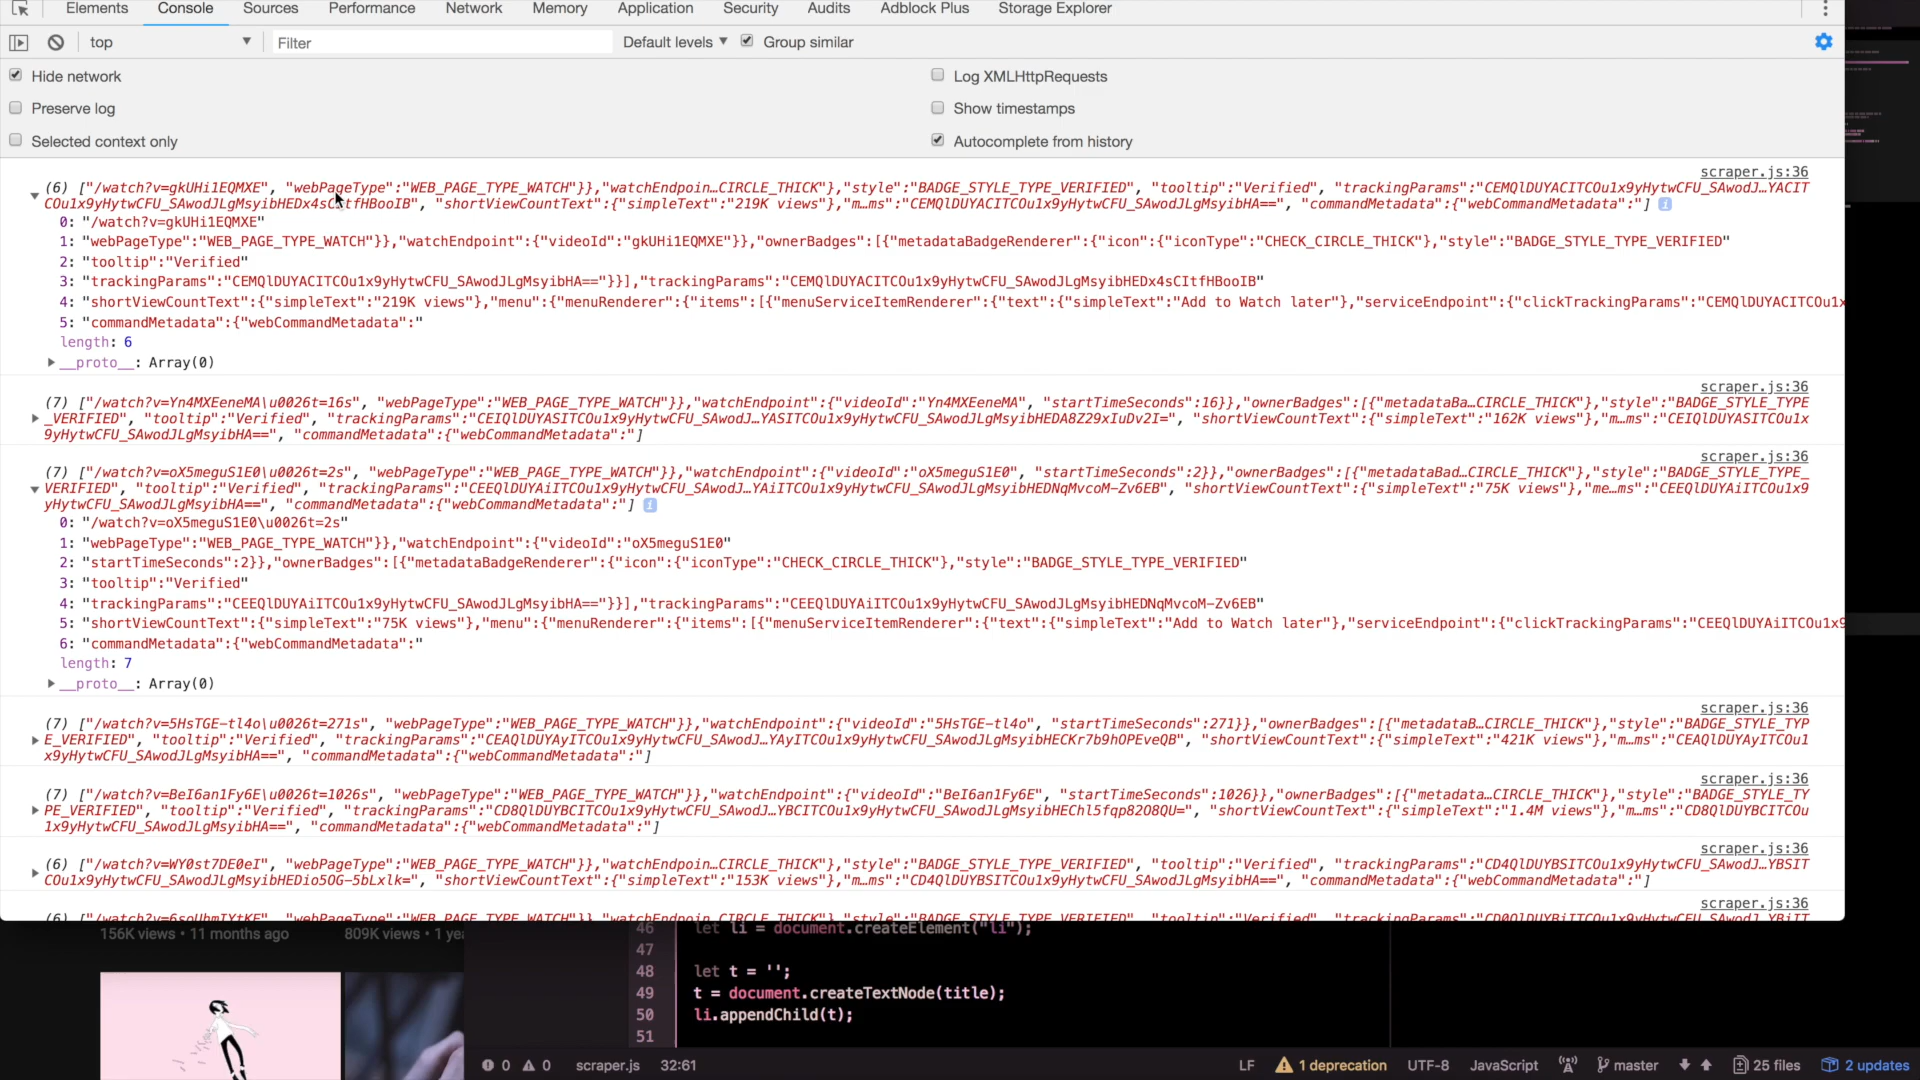 Elements Console Sources Performance Network Memory Application Security Audits Adblock Plus Storage Explorer
top Filter Default levels Group similar
Hide network Log XMLHttpRequests
Preserve log Show timestamps
Selected context only Autocomplete from history
scraper.js:36
(6) ["/watch?v=gkUHi1EQMXE", "webPageType":"WEB_PAGE_TYPE_WATCH"}},"watchEndpoin…CIRCLE_THICK"},"style":"BADGE_STYLE_TYPE_VERIFIED", "tooltip":"Verified", "trackingParams":"CEMQlDUYACITCOu1x9yHytwCFU_SAwodJ…YACIT
COu1x9yHytwCFU_SAwodJLgMsyibHEDx4sCItfHBooIB", "shortViewCountText":{"simpleText":"219K views"},"m…ms":"CEMQlDUYACITCOu1x9yHytwCFU_SAwodJLgMsyibHA==", "commandMetadata":{"webCommandMetadata":"]
0: "/watch?v=gkUHi1EQMXE"
1: "webPageType":"WEB_PAGE_TYPE_WATCH"}},"watchEndpoint":{"videoId":"gkUHi1EQMXE"}},"ownerBadges":[{"metadataBadgeRenderer":{"icon":{"iconType":"CHECK_CIRCLE_THICK"},"style":"BADGE_STYLE_TYPE_VERIFIED"
2: "tooltip":"Verified"
3: "trackingParams":"CEMQlDUYACITCOu1x9yHytwCFU_SAwodJLgMsyibHA=="}}],"trackingParams":"CEMQlDUYACITCOu1x9yHytwCFU_SAwodJLgMsyibHEDx4sCItfHBooIB"
4: "shortViewCountText":{"simpleText":"219K views"},"menu":{"menuRenderer":{"items":[{"menuServiceItemRenderer":{"text":{"simpleText":"Add to Watch later"},"serviceEndpoint":{"clickTrackingParams":"CEMQlDUYACITCOu1x
5: "commandMetadata":{"webCommandMetadata":"
length: 6
__proto__: Array(0)
scraper.js:36
(7) ["/watch?v=Yn4MXEeneMA\u0026t=16s", "webPageType":"WEB_PAGE_TYPE_WATCH"}},"watchEndpoint":{"videoId":"Yn4MXEeneMA", "startTimeSeconds":16}},"ownerBadges":[{"metadataBa…CIRCLE_THICK"},"style":"BADGE_STYLE_TYPE
_VERIFIED", "tooltip":"Verified", "trackingParams":"CEIQlDUYASITCOu1x9yHytwCFU_SAwodJ…YASITCOu1x9yHytwCFU_SAwodJLgMsyibHEDA8Z29xIuDv2I=", "shortViewCountText":{"simpleText":"162K views"},"m…ms":"CEIQlDUYASITCOu1x
9yHytwCFU_SAwodJLgMsyibHA==", "commandMetadata":{"webCommandMetadata":"]
scraper.js:36
(7) ["/watch?v=oX5meguS1E0\u0026t=2s", "webPageType":"WEB_PAGE_TYPE_WATCH"}},"watchEndpoint":{"videoId":"oX5meguS1E0", "startTimeSeconds":2}},"ownerBadges":[{"metadataBad…CIRCLE_THICK"},"style":"BADGE_STYLE_TYPE_
VERIFIED", "tooltip":"Verified", "trackingParams":"CEEQlDUYAiITCOu1x9yHytwCFU_SAwodJ…YAiITCOu1x9yHytwCFU_SAwodJLgMsyibHEDNqMvcoM-Zv6EB", "shortViewCountText":{"simpleText":"75K views"},"me…ms":"CEEQlDUYAiITCOu1x9
yHytwCFU_SAwodJLgMsyibHA==", "commandMetadata":{"webCommandMetadata":"]
0: "/watch?v=oX5meguS1E0\u0026t=2s"
1: "webPageType":"WEB_PAGE_TYPE_WATCH"}},"watchEndpoint":{"videoId":"oX5meguS1E0"
2: "startTimeSeconds":2}},"ownerBadges":[{"metadataBadgeRenderer":{"icon":{"iconType":"CHECK_CIRCLE_THICK"},"style":"BADGE_STYLE_TYPE_VERIFIED"
3: "tooltip":"Verified"
4: "trackingParams":"CEEQlDUYAiITCOu1x9yHytwCFU_SAwodJLgMsyibHA=="}}],"trackingParams":"CEEQlDUYAiITCOu1x9yHytwCFU_SAwodJLgMsyibHEDNqMvcoM-Zv6EB"
5: "shortViewCountText":{"simpleText":"75K views"},"menu":{"menuRenderer":{"items":[{"menuServiceItemRenderer":{"text":{"simpleText":"Add to Watch later"},"serviceEndpoint":{"clickTrackingParams":"CEEQlDUYAiITCOu1x9
6: "commandMetadata":{"webCommandMetadata":"
length: 7
__proto__: Array(0)
scraper.js:36
(7) ["/watch?v=5HsTGE-tl4o\u0026t=271s", "webPageType":"WEB_PAGE_TYPE_WATCH"}},"watchEndpoint":{"videoId":"5HsTGE-tl4o", "startTimeSeconds":271}},"ownerBadges":[{"metadataB…CIRCLE_THICK"},"style":"BADGE_STYLE_TYP
E_VERIFIED", "tooltip":"Verified", "trackingParams":"CEAQlDUYAyITCOu1x9yHytwCFU_SAwodJ…YAyITCOu1x9yHytwCFU_SAwodJLgMsyibHECKr7b9hOPEveQB", "shortViewCountText":{"simpleText":"421K views"},"m…ms":"CEAQlDUYAyITCOu1
x9yHytwCFU_SAwodJLgMsyibHA==", "commandMetadata":{"webCommandMetadata":"]
scraper.js:36
(7) ["/watch?v=BeI6an1Fy6E\u0026t=1026s", "webPageType":"WEB_PAGE_TYPE_WATCH"}},"watchEndpoint":{"videoId":"BeI6an1Fy6E", "startTimeSeconds":1026}},"ownerBadges":[{"metadata…CIRCLE_THICK"},"style":"BADGE_STYLE_TY
PE_VERIFIED", "tooltip":"Verified", "trackingParams":"CD8QlDUYBCITCOu1x9yHytwCFU_SAwodJ…YBCITCOu1x9yHytwCFU_SAwodJLgMsyibHEChl5fqp82O8QU=", "shortViewCountText":{"simpleText":"1.4M views"},"m…ms":"CD8QlDUYBCITCOu
1x9yHytwCFU_SAwodJLgMsyibHA==", "commandMetadata":{"webCommandMetadata":"]
scraper.js:36
(6) ["/watch?v=WY0st7DE0eI", "webPageType":"WEB_PAGE_TYPE_WATCH"}},"watchEndpoin…CIRCLE_THICK"},"style":"BADGE_STYLE_TYPE_VERIFIED", "tooltip":"Verified", "trackingParams":"CD4QlDUYBSITCOu1x9yHytwCFU_SAwodJ…YBSIT
COu1x9yHytwCFU_SAwodJLgMsyibHEDio5OG-5bLxlk=", "shortViewCountText":{"simpleText":"153K views"},"m…ms":"CD4QlDUYBSITCOu1x9yHytwCFU_SAwodJLgMsyibHA==", "commandMetadata":{"webCommandMetadata":"]
scraper.js:36
156K views • 11 months ago 809K views • 1 yea
46 let li = document.createElement("li");
47
48 let t = '';
49 t = document.createTextNode(title);
50 li.appendChild(t);
51
0 0 scraper.js 32:61 LF 1 deprecation UTF-8 JavaScript master 25 files 2 updates